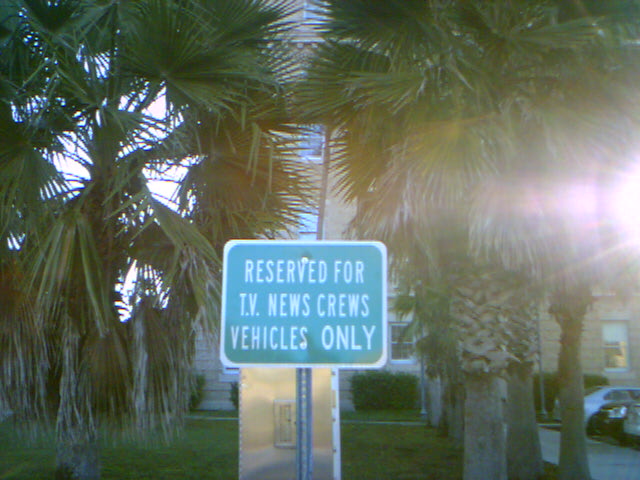 RESERVED FOR
T.V. NEWS CREWS
VEHICLES ONLY